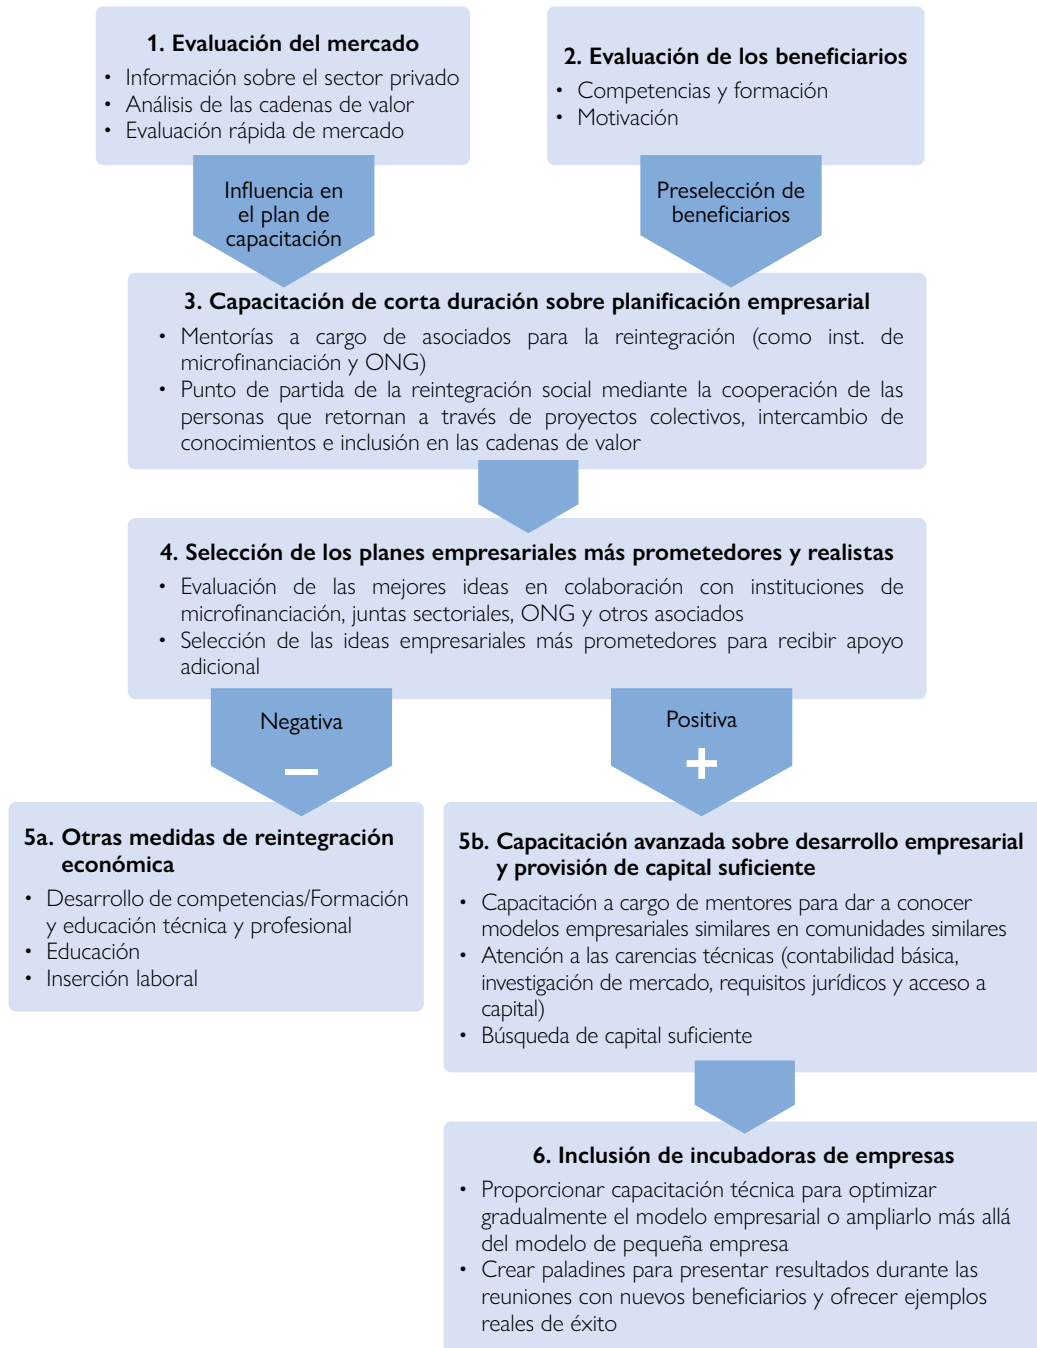 1. Evaluación del mercado
• Información sobre el sector privado
• Análisis de las cadenas de valor
• Evaluación rápida de mercado
2. Evaluación de los beneficiarios
• Competencias y formación
• Motivación
Influencia en
el plan de
capacitación
Preselección de
beneficiarios
3. Capacitación de corta duración sobre planificación empresarial
• Mentorías a cargo de asociados para la reintegración (como inst. de
microfinanciación y ONG)
• Punto de partida de la reintegración social mediante la cooperación de las
personas que retornan a través de proyectos colectivos, intercambio de
conocimientos e inclusión en las cadenas de valor
4. Selección de los planes empresariales más prometedores y realistas
• Evaluación de las mejores ideas en colaboración con instituciones de
microfinanciación, juntas sectoriales, ONG y otros asociados
• Selección de las ideas empresariales más prometedores para recibir apoyo
adicional
Negativa
–
Positiva
+
5a. Otras medidas de reintegración
económica
• Desarrollo de competencias/Formación
y educación técnica y profesional
• Educación
• Inserción laboral
5b. Capacitación avanzada sobre desarrollo empresarial
y provisión de capital suficiente
• Capacitación a cargo de mentores para dar a conocer
modelos empresariales similares en comunidades similares
• Atención a las carencias técnicas (contabilidad básica,
investigación de mercado, requisitos jurídicos y acceso a
capital)
• Búsqueda de capital suficiente
6. Inclusión de incubadoras de empresas
• Proporcionar capacitación técnica para optimizar
gradualmente el modelo empresarial o ampliarlo más allá
del modelo de pequeña empresa
• Crear paladines para presentar resultados durante las
reuniones con nuevos beneficiarios y ofrecer ejemplos
reales de éxito